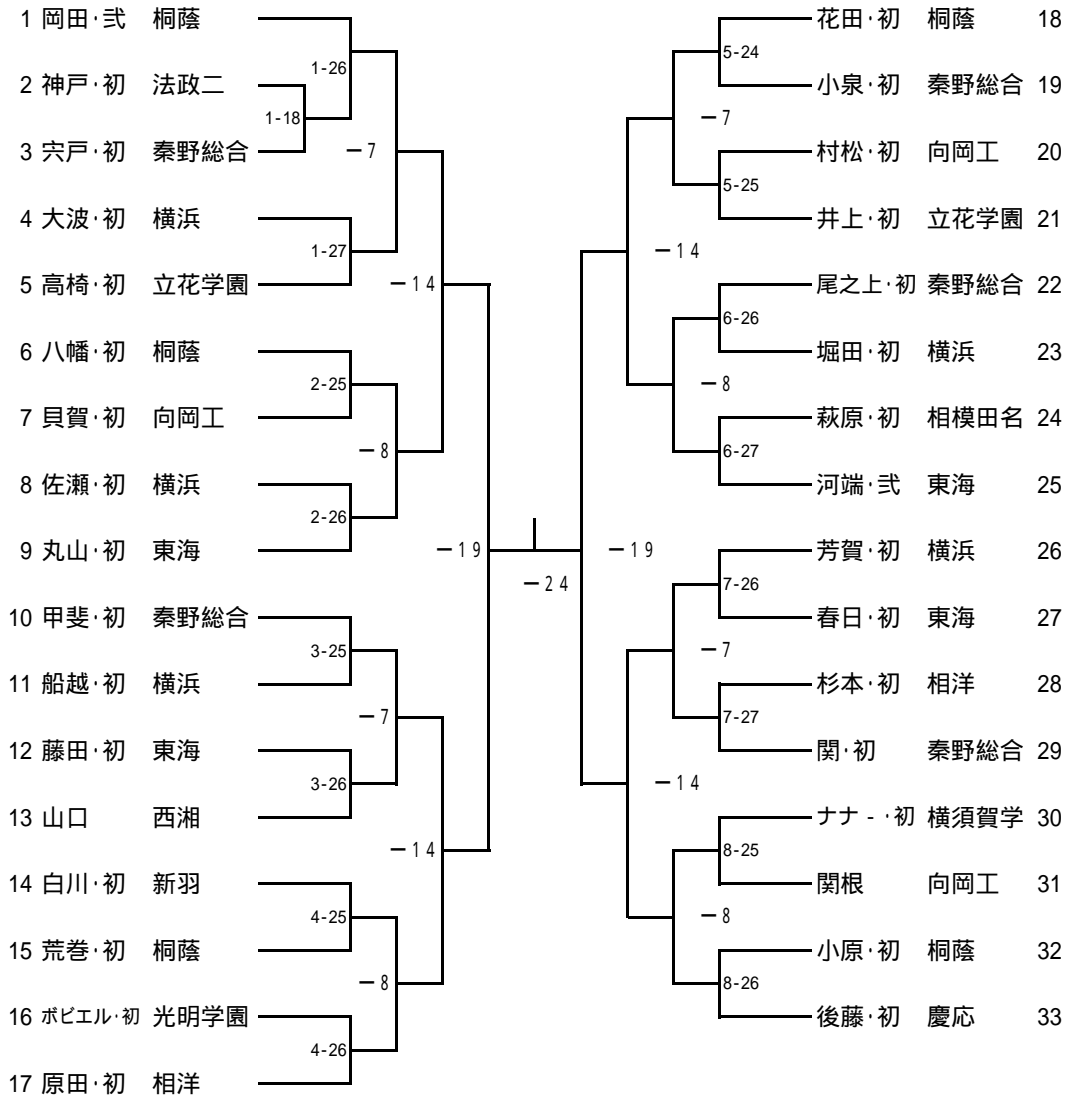 1 岡田・弐 桐蔭
1-26
2 神戸・初 法政二
1-18
3 宍戸・初 秦野総合
－7
4 大波・初 横浜
1-27
5 高椅・初 立花学園
－14
6 八幡・初 桐蔭
2-25
7 貝賀・初 向岡工
－8
8 佐瀬・初 横浜
2-26
9 丸山・初 東海
－19
10 甲斐・初 秦野総合
3-25
11 船越・初 横浜
－7
12 藤田・初 東海
3-26
13 山口 西湘
－14
14 白川・初 新羽
4-25
15 荒巻・初 桐蔭
－8
16 ボビエル・初 光明学園
4-26
17 原田・初 相洋
－24
花田・初 桐蔭 18
5-24
小泉・初 秦野総合 19
－7
村松・初 向岡工 20
5-25
井上・初 立花学園 21
－14
尾之上・初 秦野総合 22
6-26
堀田・初 横浜 23
－8
萩原・初 相模田名 24
6-27
河端・弐 東海 25
－19
芳賀・初 横浜 26
7-26
春日・初 東海 27
－7
杉本・初 相洋 28
7-27
関・初 秦野総合 29
－14
ナナ-・初 横須賀学 30
8-25
関根 向岡工 31
－8
小原・初 桐蔭 32
8-26
後藤・初 慶応 33